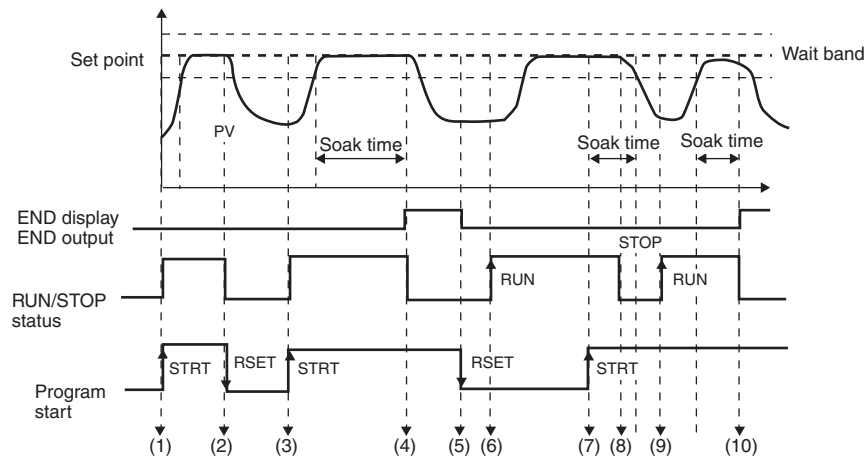 Set point
Wait band
PV
Soak time
Soak time
Soak time
END display
END output
STOP
RUN
RUN
RUN/STOP
status
STRT
RSET
STRT
RSET
STRT
Program
start
(1) (2) (3) (4) (5) (6) (7) (8) (9) (10)